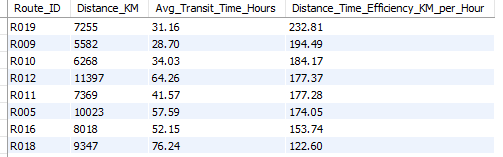 Route_ID Distance_KM Avg_Transit_Time_Hours Distance_Time_Efficiency_KM_per_Hour
R019 7255 31.16 232.81
R009 5582 28.70 194.49
R010 6268 34.03 184.17
R012 11397 64.26 177.37
R011 7369 41.57 177.28
R005 10023 57.59 174.05
R016 8018 52.15 153.74
R018 9347 76.24 122.60